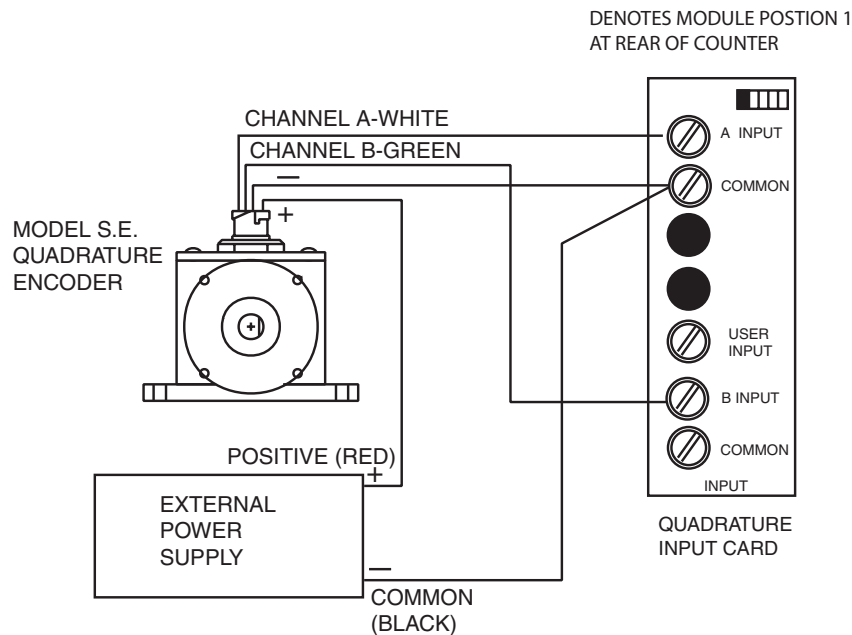 DENOTES MODULE POSTION 1
AT REAR OF COUNTER
CHANNEL A-WHITE
A INPUT
CHANNEL B-GREEN
—
COMMON
+
MODEL S.E.
QUADRATURE
ENCODER
USER
INPUT
B INPUT
COMMON
POSITIVE (RED)
+
INPUT
EXTERNAL
POWER
SUPPLY
QUADRATURE
INPUT CARD
—
COMMON
(BLACK)